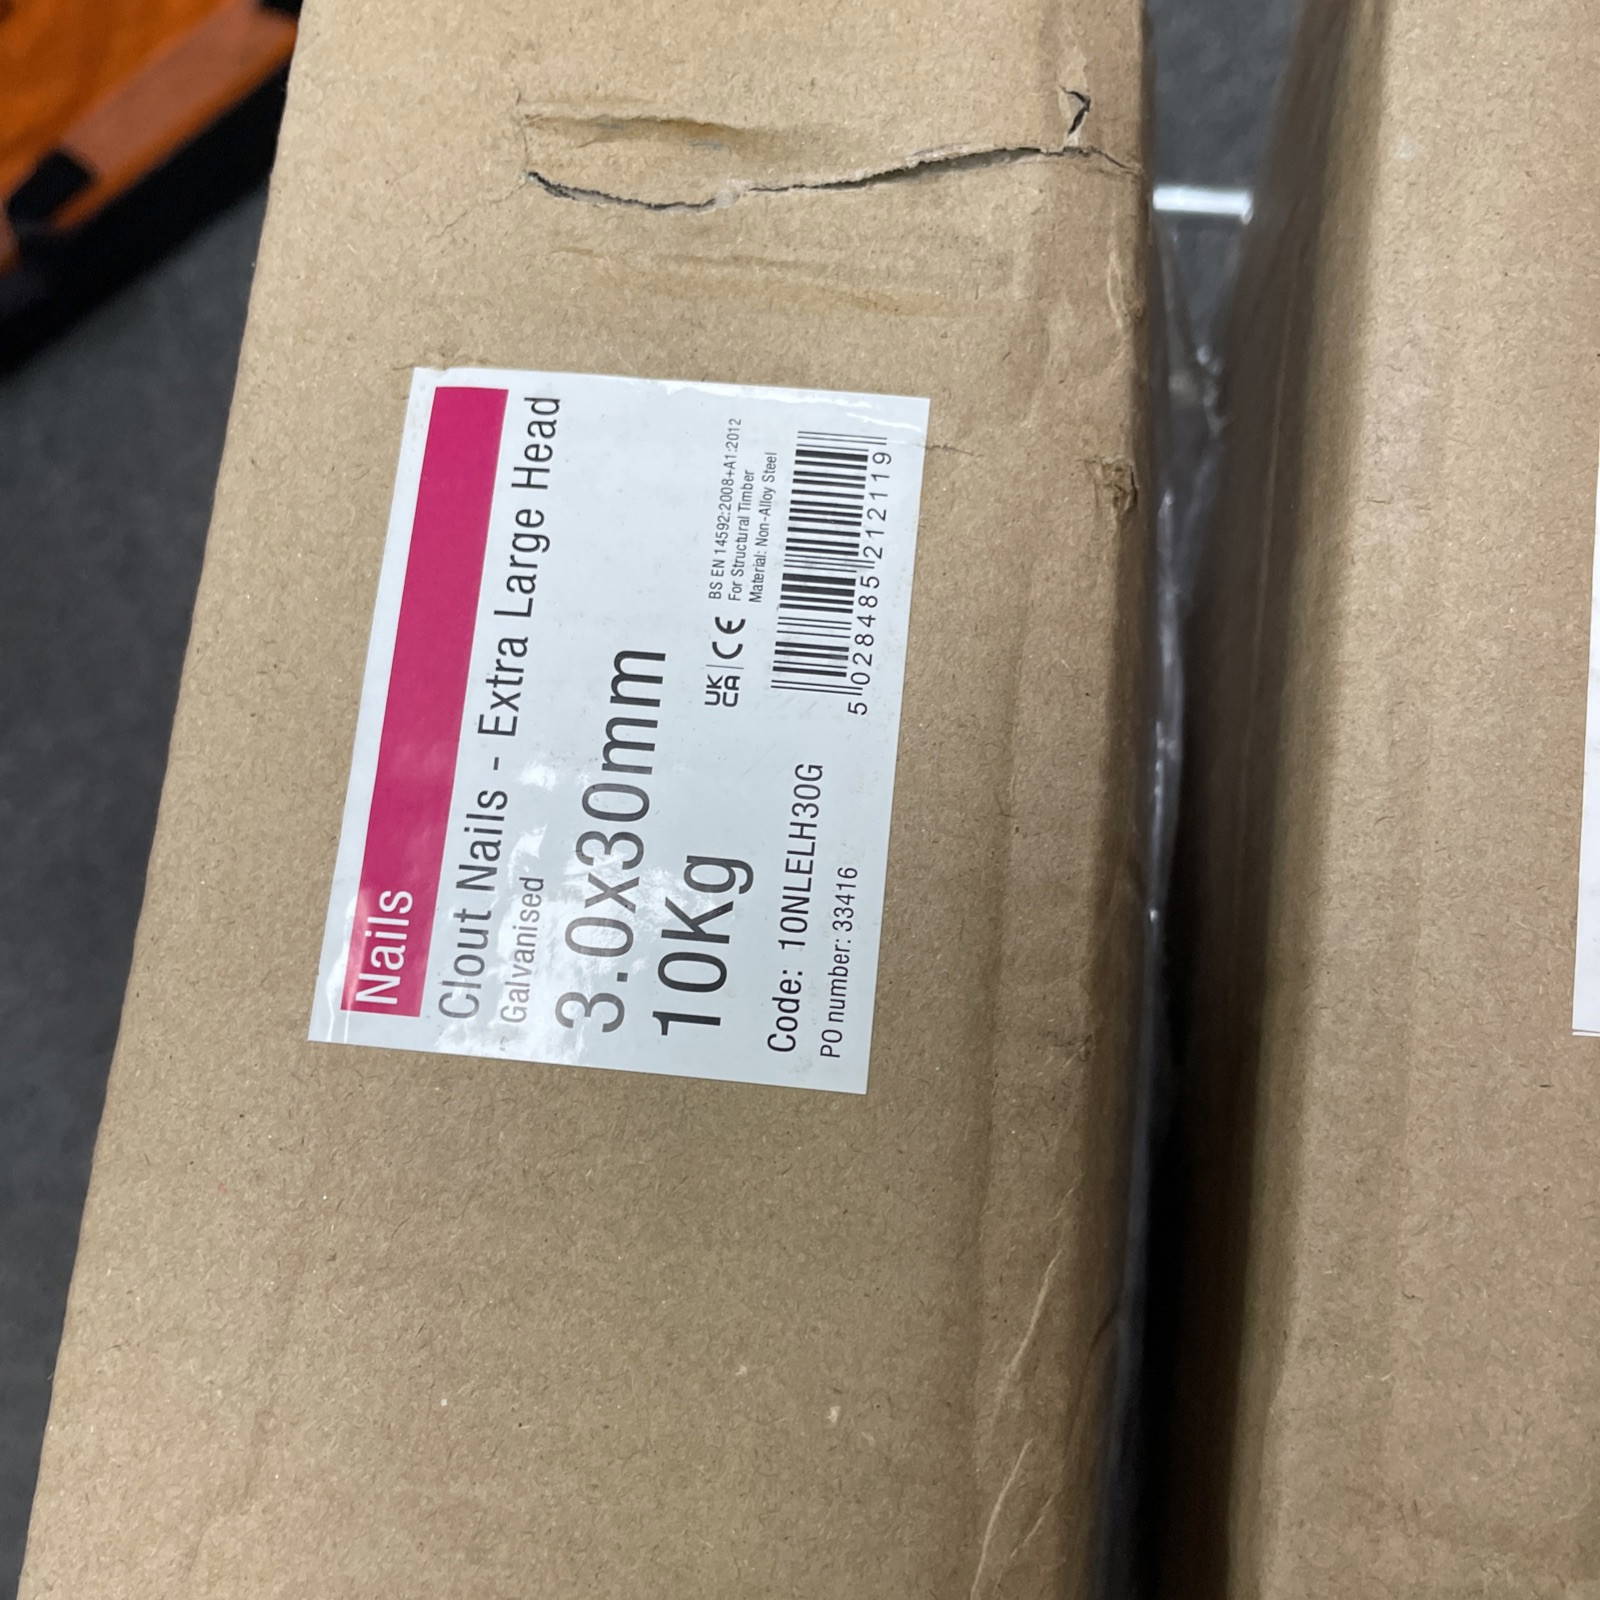 Nails
Clout Nails - Extra Large Head
Galvanised
3.0x30mm
10Kg
UK
CA
CE
BS EN 14592:2008+A1:2012
For Structural Timber
Material: Non-Alloy Steel
Code: 10NLELH30G
PO number: 33416
5 028485 212119